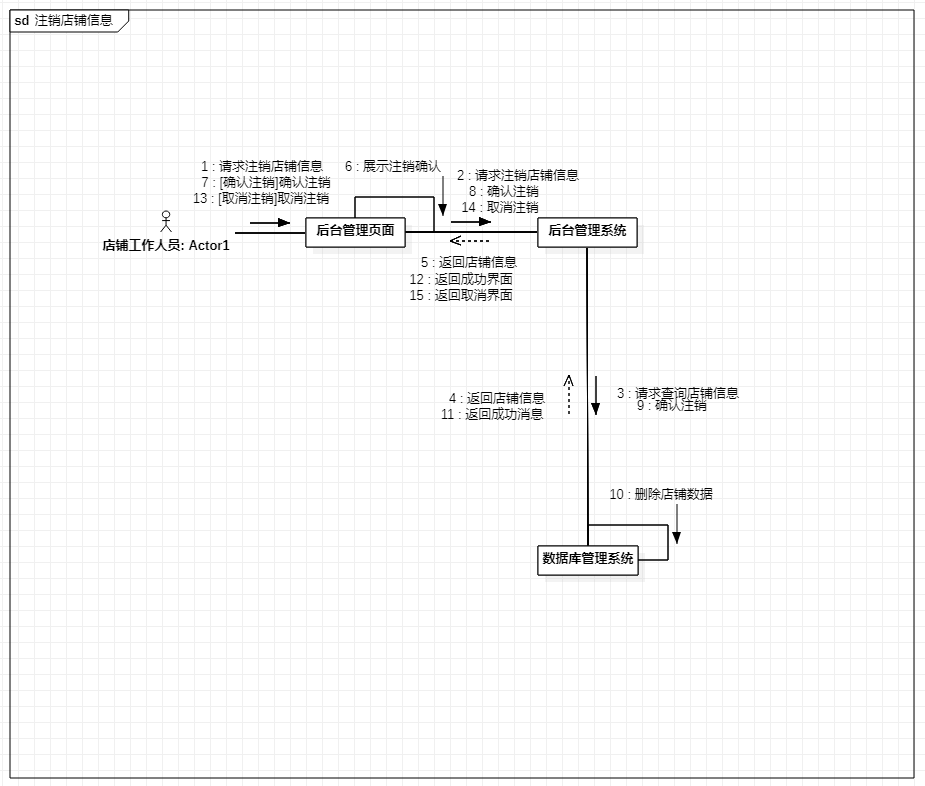 sd 注销店铺信息
1 : 请求注销店铺信息
7 : [确认注销]确认注销
13 : [取消注销]取消注销
6 : 展示注销确认
2 : 请求注销店铺信息
8 : 确认注销
14 : 取消注销
店铺工作人员: Actor1
后台管理页面
后台管理系统
5 : 返回店铺信息
12 : 返回成功界面
15 : 返回取消界面
4 : 返回店铺信息
11 : 返回成功消息
3 : 请求查询店铺信息
9 : 确认注销
10 : 删除店铺数据
数据库管理系统